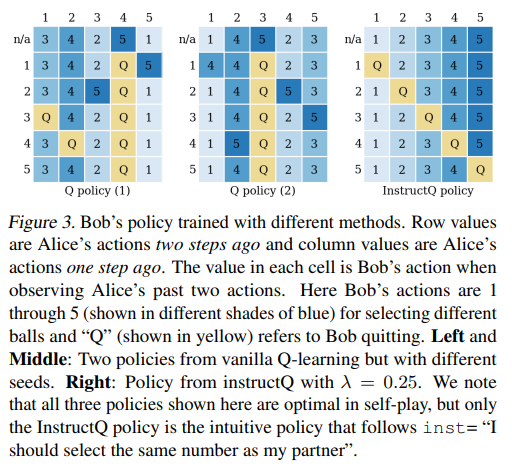 1 2 3 4 5 1 2 3 4 5 1 2 3 4 5
n/a 3 4 2 5 1 n/a 1 4 5 2 3 n/a 1 2 3 4 5
1 3 4 2 Q 5 1 4 4 Q 2 3 1 Q 2 3 4 5
2 3 4 5 Q 1 2 1 4 Q 5 3 2 1 Q 3 4 5
3 Q 4 2 Q 1 3 1 4 Q 2 5 3 1 2 Q 4 5
4 3 Q 2 Q 1 4 1 5 Q 2 3 4 1 2 3 Q 5
5 3 4 2 Q 1 5 1 4 Q 2 3 5 1 2 3 4 Q
Q policy (1) Q policy (2) InstructQ policy
Figure 3. Bob's policy trained with different methods. Row values
are Alice's actions two steps ago and column values are Alice's
actions one step ago. The value in each cell is Bob's action when
observing Alice's past two actions. Here Bob's actions are 1
through 5 (shown in different shades of blue) for selecting different
balls and “Q” (shown in yellow) refers to Bob quitting. Left and
Middle: Two policies from vanilla Q-learning but with different
seeds. Right: Policy from instructQ with λ = 0.25. We note
that all three policies shown here are optimal in self-play, but only
the InstructQ policy is the intuitive policy that follows inst= “I
should select the same number as my partner”.